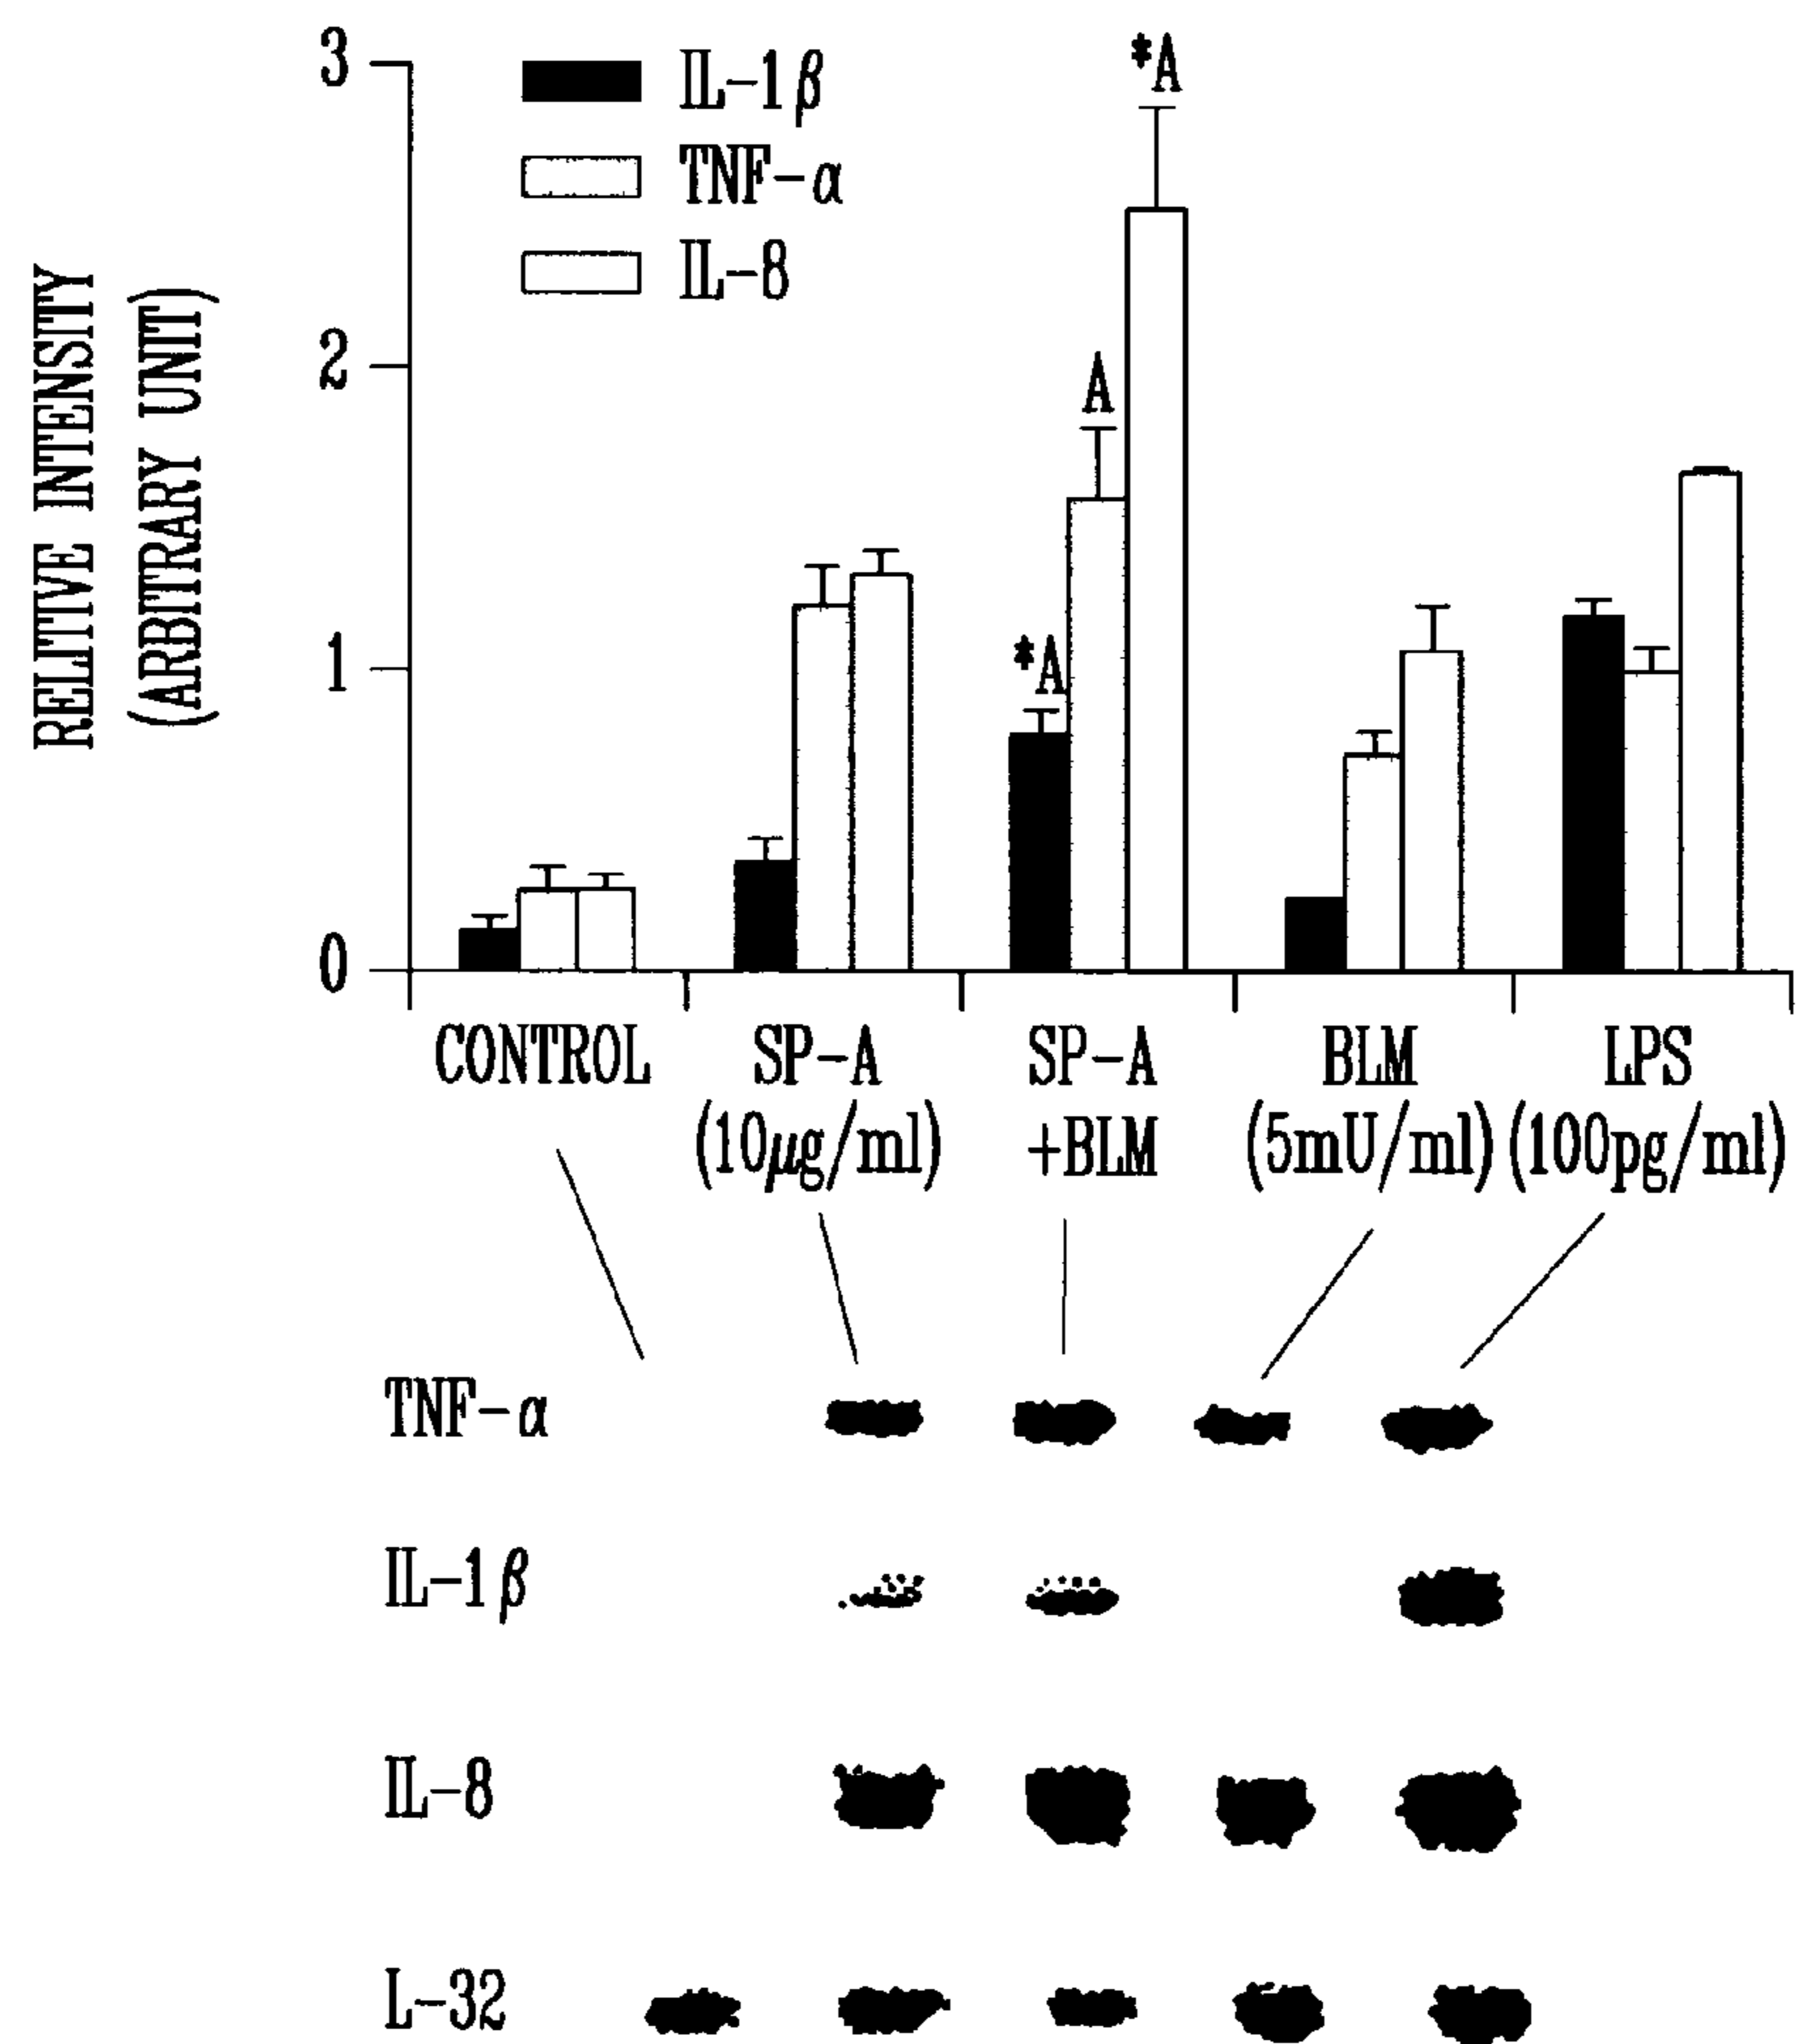 3
2
1
0
RELITIVE INTENSITY
(ARBITRARY UNIT)
IL-1β
TNF-α
IL-8
*A
A
*A
CONTROL
SP-A
(10μg/ml)
SP-A
+BLM
BLM
(5mU/ml)
LPS
(100pg/ml)
TNF-α
IL-1β
IL-8
L-32